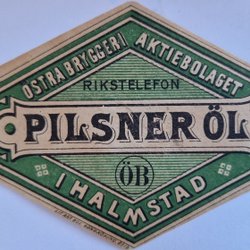 ÖSTRA BRYGGERI AKTIEBOLAGET
RIKSTELEFON
PILSNER ÖL
ÖB
I HALMSTAD